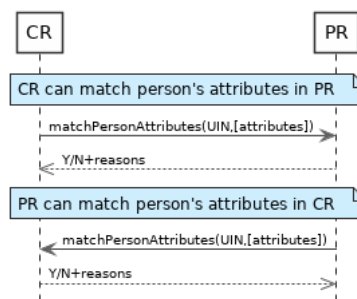 CR
PR
CR can match person's attributes in PR
matchPersonAttributes(UIN,[attributes])
Y/N+reasons
PR can match person's attributes in CR
matchPersonAttributes(UIN,[attributes])
Y/N+reasons